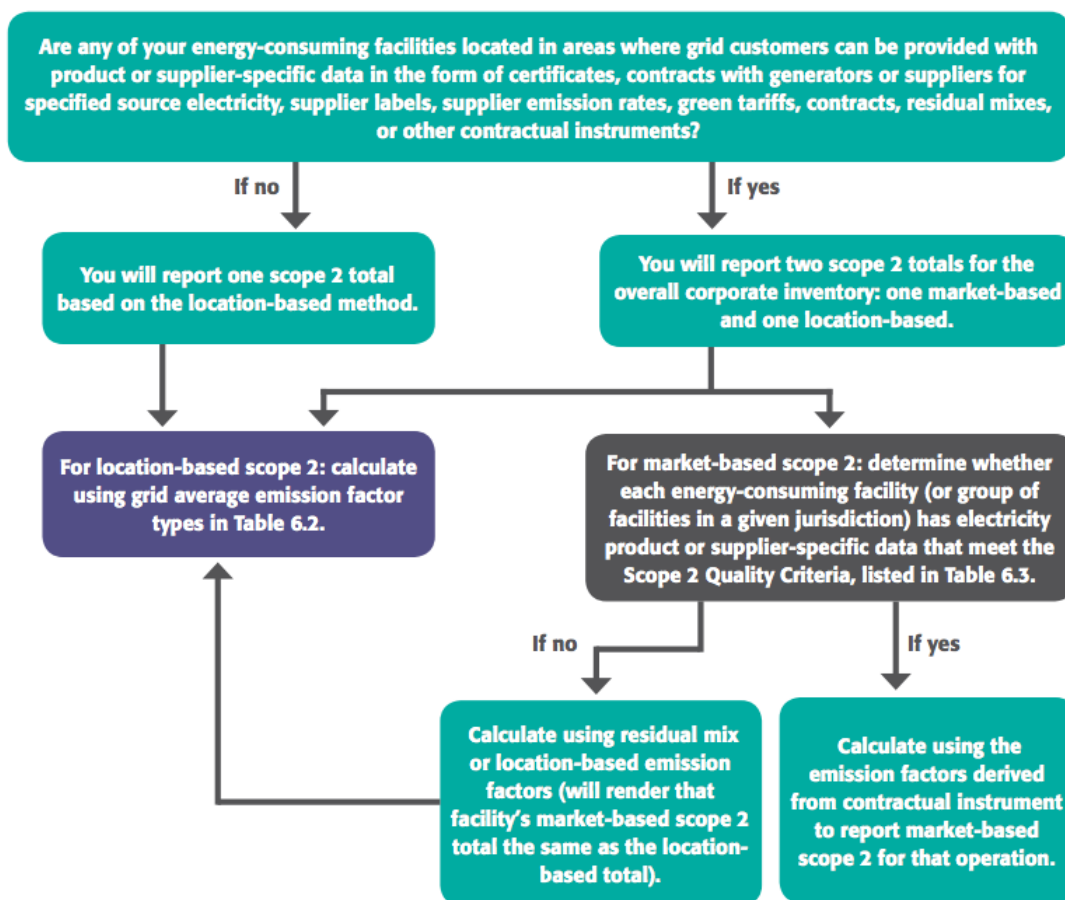 Are any of your energy-consuming facilities located in areas where grid customers can be provided with
product or supplier-specific data in the form of certificates, contracts with generators or suppliers for
specified source electricity, supplier labels, supplier emission rates, green tariffs, contracts, residual mixes,
or other contractual instruments?
If no
If yes
You will report one scope 2 total
based on the location-based method.
You will report two scope 2 totals for the
overall corporate inventory: one market-based
and one location-based.
For location-based scope 2: calculate
using grid average emission factor
types in Table 6.2.
For market-based scope 2: determine whether
each energy-consuming facility (or group of
facilities in a given jurisdiction) has electricity
product or supplier-specific data that meet the
Scope 2 Quality Criteria, listed in Table 6.3.
If no
If yes
Calculate using residual mix
or location-based emission
factors (will render that
facility's market-based scope 2
total the same as the location-
based total).
Calculate using the
emission factors derived
from contractual instrument
to report market-based
scope 2 for that operation.